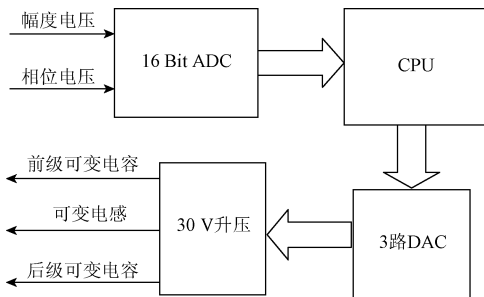 幅度电压
相位电压
16 Bit ADC
CPU
前级可变电容
可变电感
后级可变电容
30 V升压
3路DAC